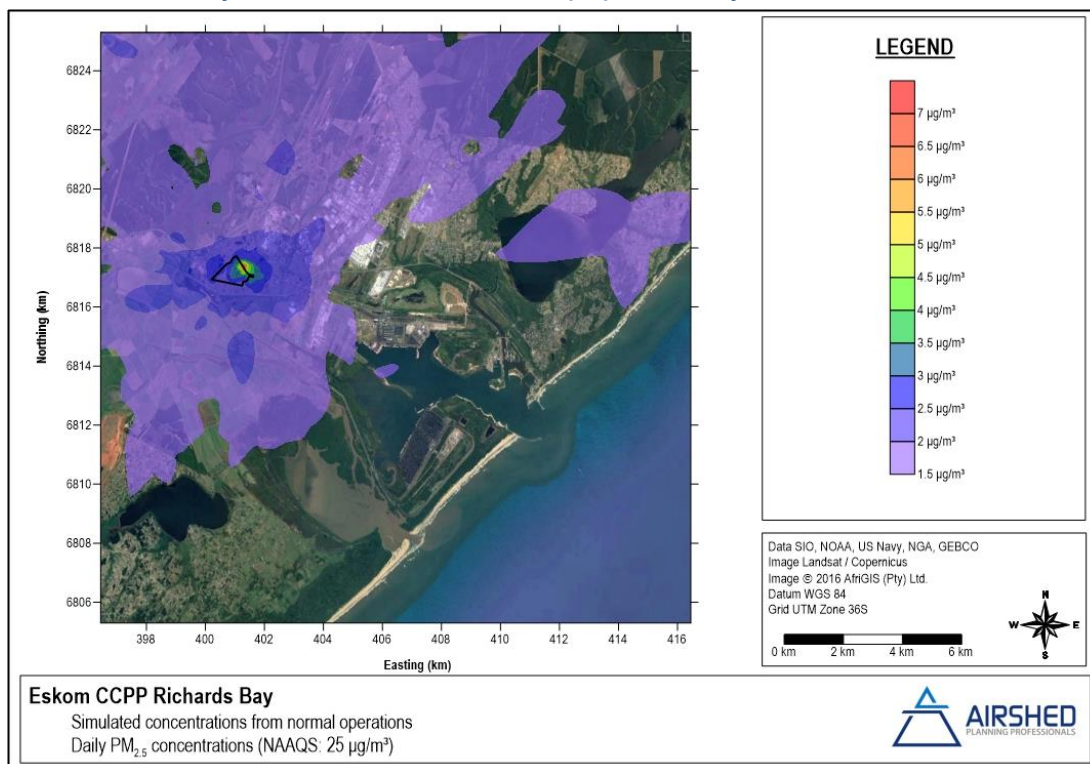 LEGEND
7 µg/m³
6.5 µg/m³
6 µg/m³
5.5 µg/m³
5 µg/m³
4.5 µg/m³
4 µg/m³
3.5 µg/m³
3 µg/m³
2.5 µg/m³
2 µg/m³
1.5 µg/m³
Northing (km)
6824
6822
6820
6818
6816
6814
6812
6810
6808
6806
398 400 402 404 406 408 410 412 414 416
Easting (km)
Data SIO, NOAA, US Navy, NGA, GEBCO
Image Landsat / Copernicus
Image © 2016 AfriGIS (Pty) Ltd.
Datum WGS 84
Grid UTM Zone 36S
N
W E
S
0 km 2 km 4 km 6 km
Eskom CCPP Richards Bay
Simulated concentrations from normal operations
Daily PM2.5 concentrations (NAAQS: 25 µg/m³)
AIRSHED
PLANNING PROFESSIONALS